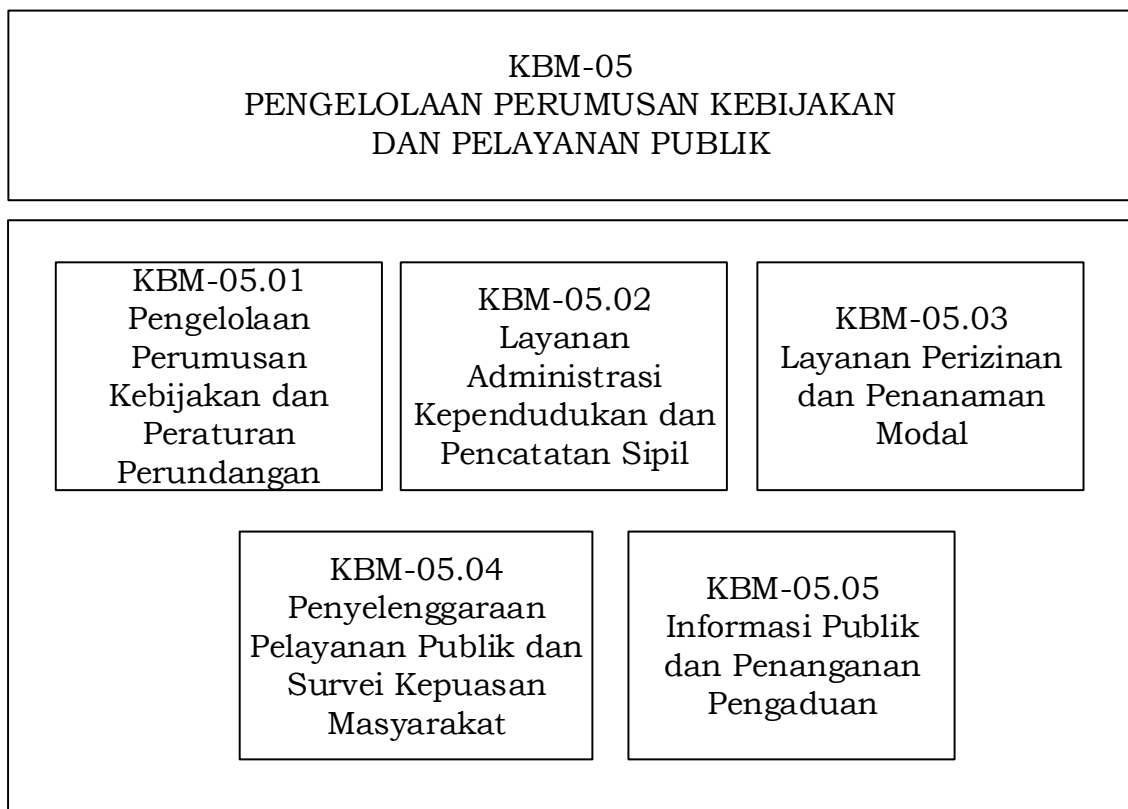 KBM-05
PENGELOLAAN PERUMUSAN KEBIJAKAN
DAN PELAYANAN PUBLIK
KBM-05.01
Pengelolaan
Perumusan
Kebijakan dan
Peraturan
Perundangan
KBM-05.02
Layanan
Administrasi
Kependudukan dan
Pencatatan Sipil
KBM-05.03
Layanan Perizinan
dan Penanaman
Modal
KBM-05.04
Penyelenggaraan
Pelayanan Publik dan
Survei Kepuasan
Masyarakat
KBM-05.05
Informasi Publik
dan Penanganan
Pengaduan